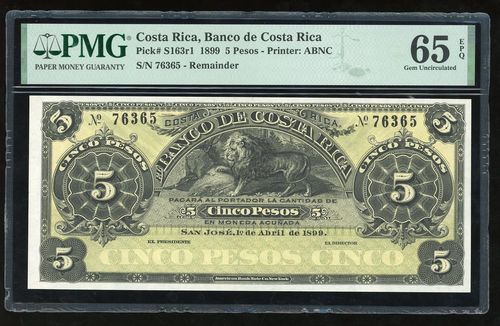 PMG
PAPER MONEY GUARANTY
Costa Rica, Banco de Costa Rica
Pick# S163r1 1899 5 Pesos - Printer: ABNC
S/N 76365 - Remainder
65 EPQ
Gem Uncirculated
COSTA RICA
No 76365
No 76365
5
5
EL BANCO DE COSTA RICA
CINCO PESOS
CINCO PESOS
5
5
PAGARÁ AL PORTADOR LA CANTIDAD DE
5 CINCO PESOS 5
EN MONEDA ACUÑADA
SAN JOSÉ, 1º de Abril de 1899.
EL PRESIDENTE
EL DIRECTOR
5
5
CINCO PESOS CINCO
American Bank Note Co. New York